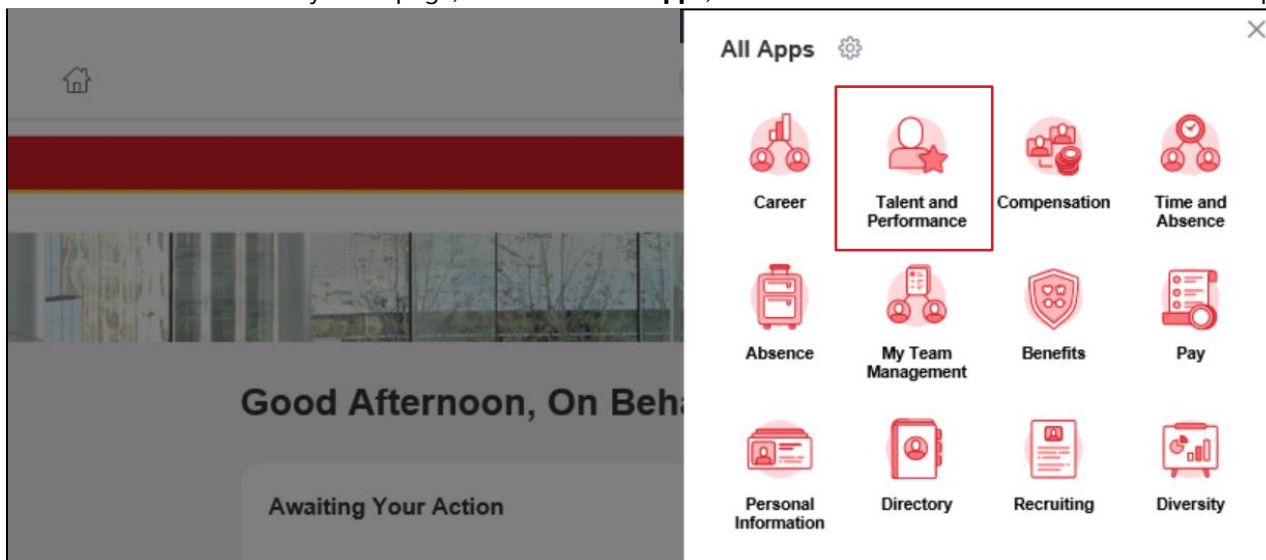 All Apps
Career
Talent and
Performance
Compensation
Time and
Absence
Absence
My Team
Management
Benefits
Pay
Good Afternoon, On Beh
Personal
Information
Directory
Recruiting
Diversity
Awaiting Your Action